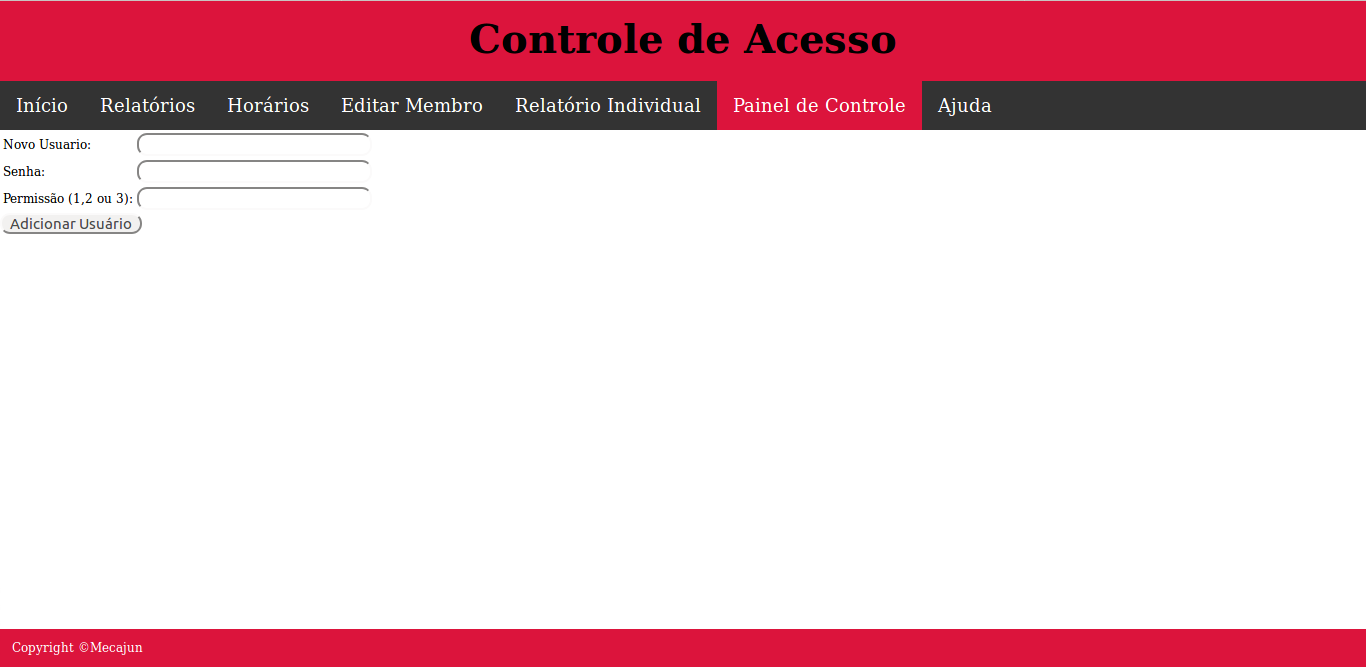 Controle de Acesso
Início Relatórios Horários Editar Membro Relatório Individual Painel de Controle Ajuda
Novo Usuario:
Senha:
Permissão (1,2 ou 3):
Adicionar Usuário
Copyright ©Mecajun